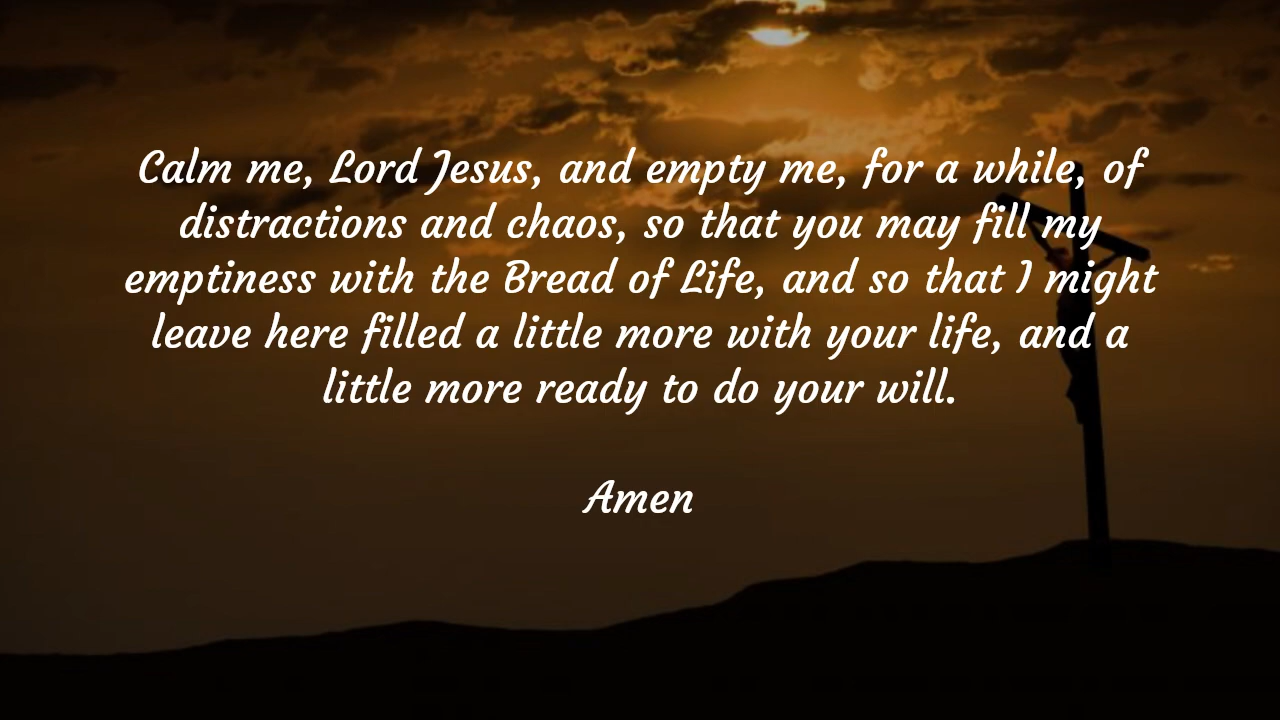 Calm me, Lord Jesus, and empty me, for a while, of
distractions and chaos, so that you may fill my
emptiness with the Bread of Life, and so that I might
leave here filled a little more with your life, and a
little more ready to do your will.
Amen